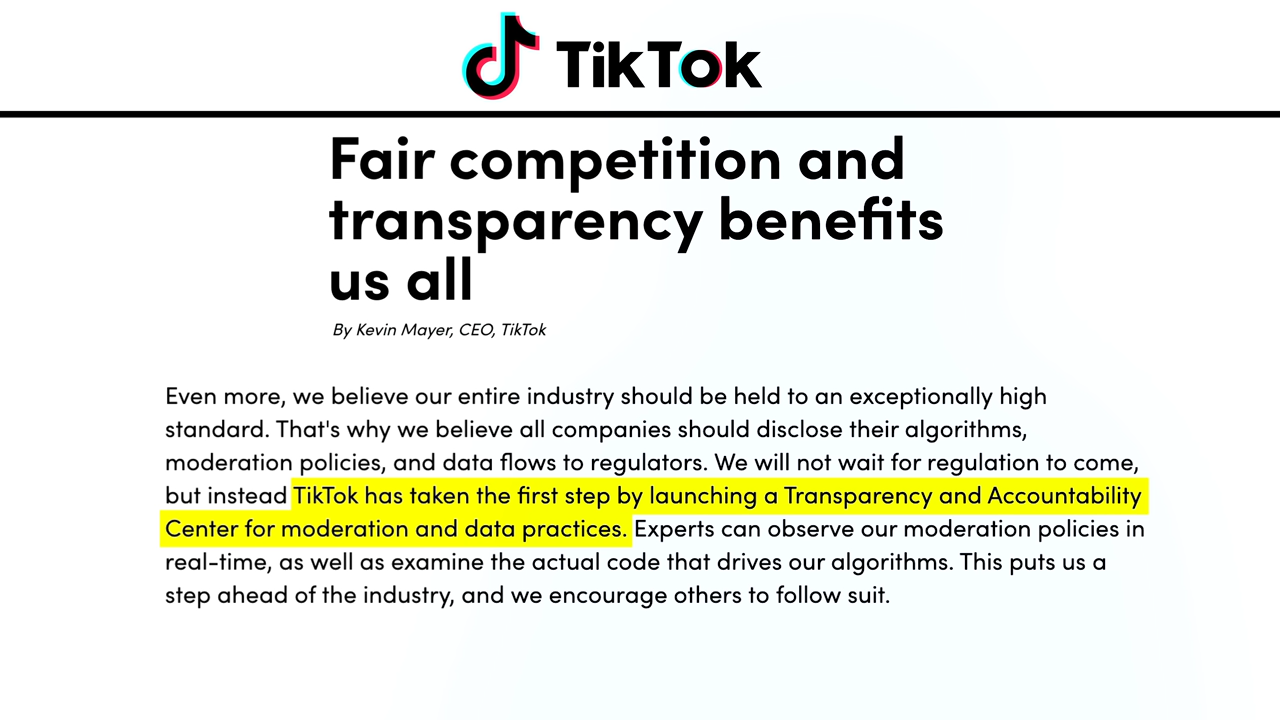 TikTok
Fair competition and
transparency benefits
us all
By Kevin Mayer, CEO, TikTok
Even more, we believe our entire industry should be held to an exceptionally high
standard. That's why we believe all companies should disclose their algorithms,
moderation policies, and data flows to regulators. We will not wait for regulation to come,
but instead TikTok has taken the first step by launching a Transparency and Accountability
Center for moderation and data practices. Experts can observe our moderation policies in
real-time, as well as examine the actual code that drives our algorithms. This puts us a
step ahead of the industry, and we encourage others to follow suit.